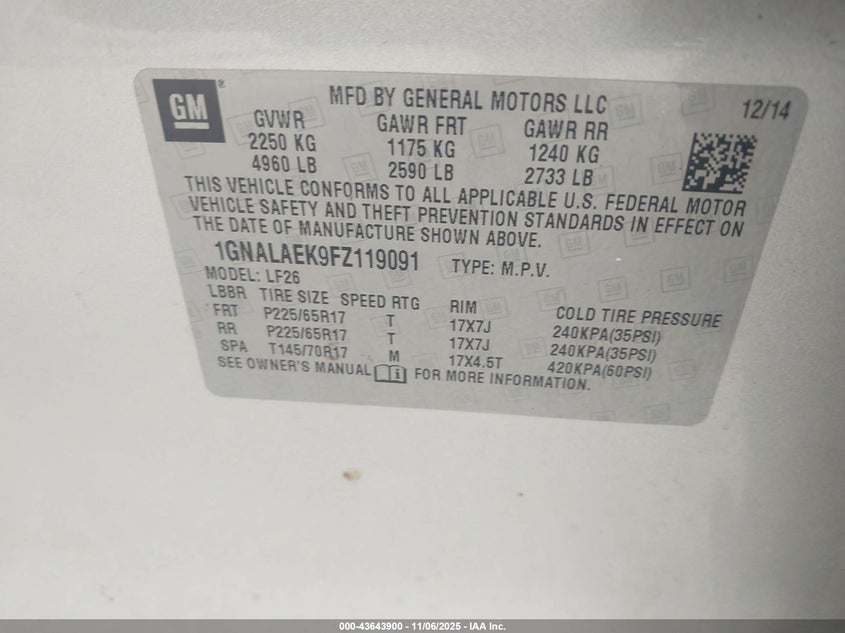 GM
MFD BY GENERAL MOTORS LLC 12/14
GVWR GAWR FRT GAWR RR
2250 KG 1175 KG 1240 KG
4960 LB 2590 LB 2733 LB
THIS VEHICLE CONFORMS TO ALL APPLICABLE U.S. FEDERAL MOTOR
VEHICLE SAFETY AND THEFT PREVENTION STANDARDS IN EFFECT ON
THE DATE OF MANUFACTURE SHOWN ABOVE.
1GNALAEK9FZ119091 TYPE: M.P.V.
MODEL: LF26
LBBR TIRE SIZE SPEED RTG RIM COLD TIRE PRESSURE
FRT P225/65R17 T 17X7J 240KPA(35PSI)
RR P225/65R17 T 17X7J 240KPA(35PSI)
SPA T145/70R17 M 17X4.5T 420KPA(60PSI)
SEE OWNER'S MANUAL FOR MORE INFORMATION.
000-43643900 - 11/06/2025 - IAA Inc.